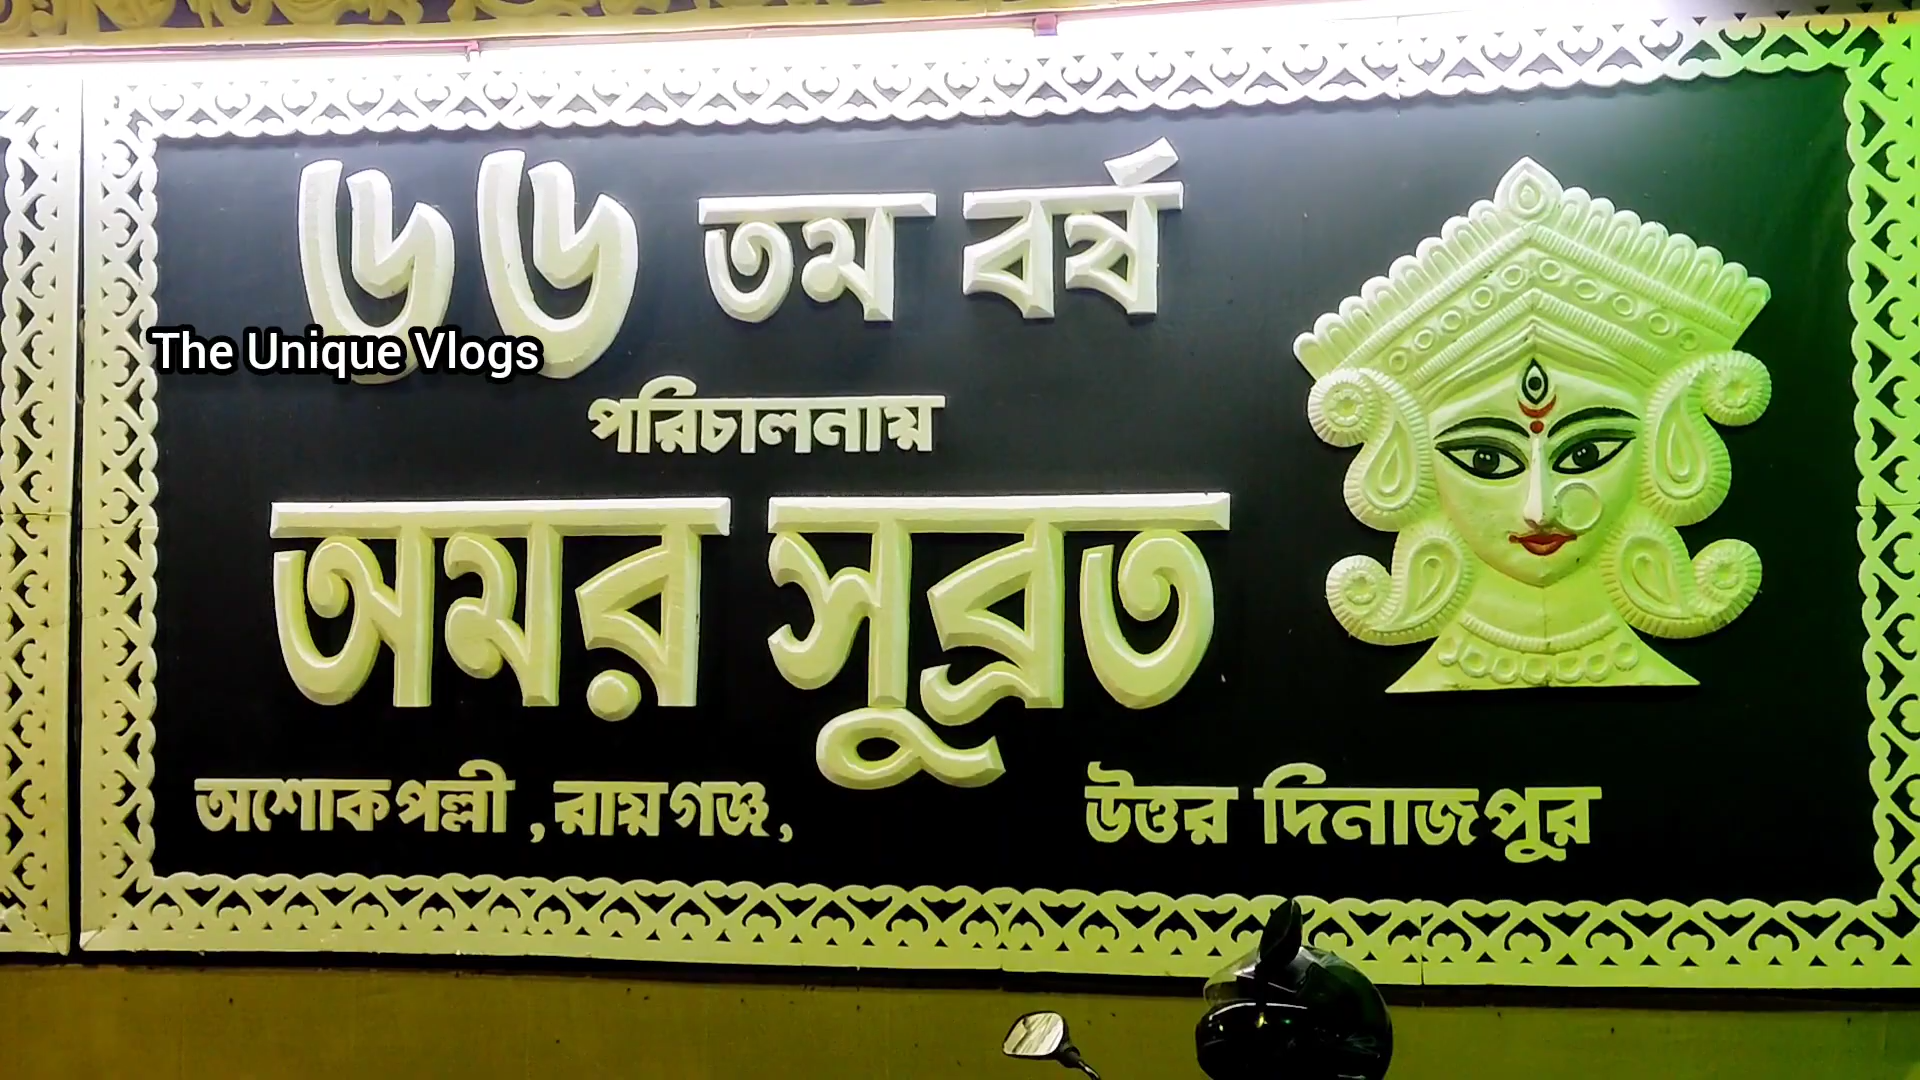 ৬৬ তম বর্ষ
The Unique Vlogs
পরিচালনায়
অমর সুব্রত
অশোকপল্লী, রায়গঞ্জ, উত্তর দিনাজপুর